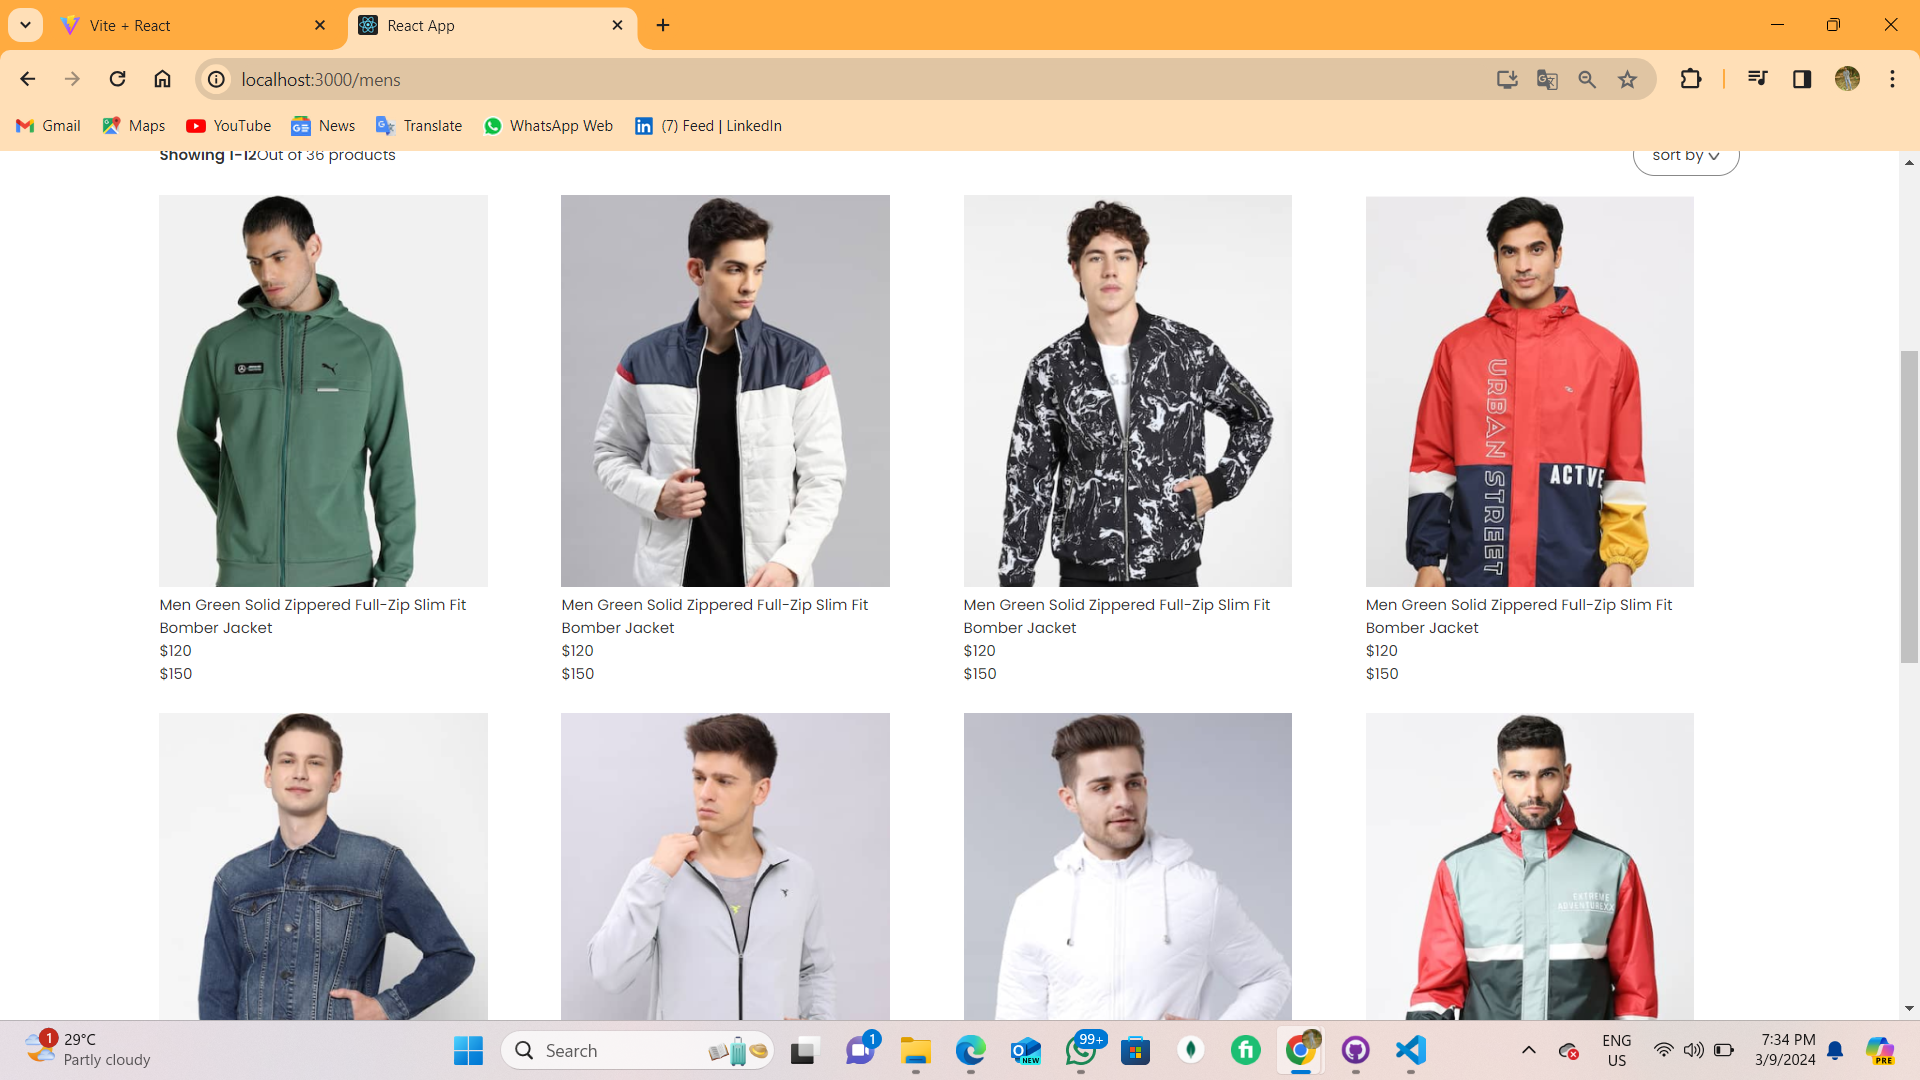 Vite + React
React App
localhost:3000/mens
Gmail
Maps
YouTube
News
Translate
WhatsApp Web
(7) Feed | LinkedIn
Showing 1-12Out of 36 products
sort by
URBAN STREET
ACTIVE
Men Green Solid Zippered Full-Zip Slim Fit
Bomber Jacket
$120
$150
Men Green Solid Zippered Full-Zip Slim Fit
Bomber Jacket
$120
$150
Men Green Solid Zippered Full-Zip Slim Fit
Bomber Jacket
$120
$150
Men Green Solid Zippered Full-Zip Slim Fit
Bomber Jacket
$120
$150
EXTREME
1
29°C
Partly cloudy
Search
1
NEW
99+
ENG
US
7:34 PM
3/9/2024
PRE